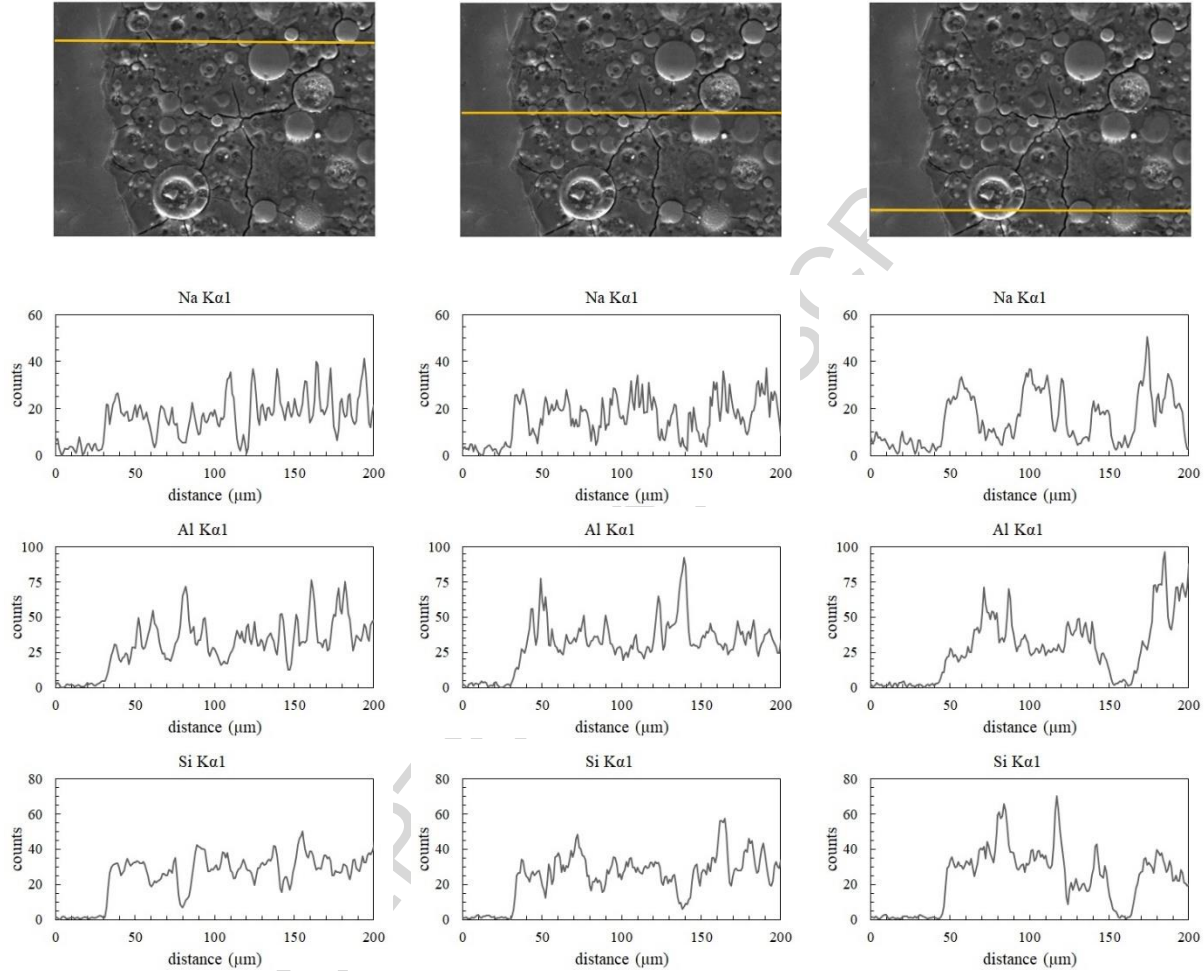 Na Kα1 Na Kα1 Na Kα1
60 60 60
40 40 40
20 20 20
0 0 0
counts counts counts
0 50 100 150 200 0 50 100 150 200 0 50 100 150 200
distance (μm) distance (μm) distance (μm)
Al Kα1 Al Kα1 Al Kα1
100 100 100
75 75 75
50 50 50
25 25 25
0 0 0
counts counts counts
0 50 100 150 200 0 50 100 150 200 0 50 100 150 200
distance (μm) distance (μm) distance (μm)
Si Kα1 Si Kα1 Si Kα1
80 80 80
60 60 60
40 40 40
20 20 20
0 0 0
counts counts counts
0 50 100 150 200 0 50 100 150 200 0 50 100 150 200
distance (μm) distance (μm) distance (μm)